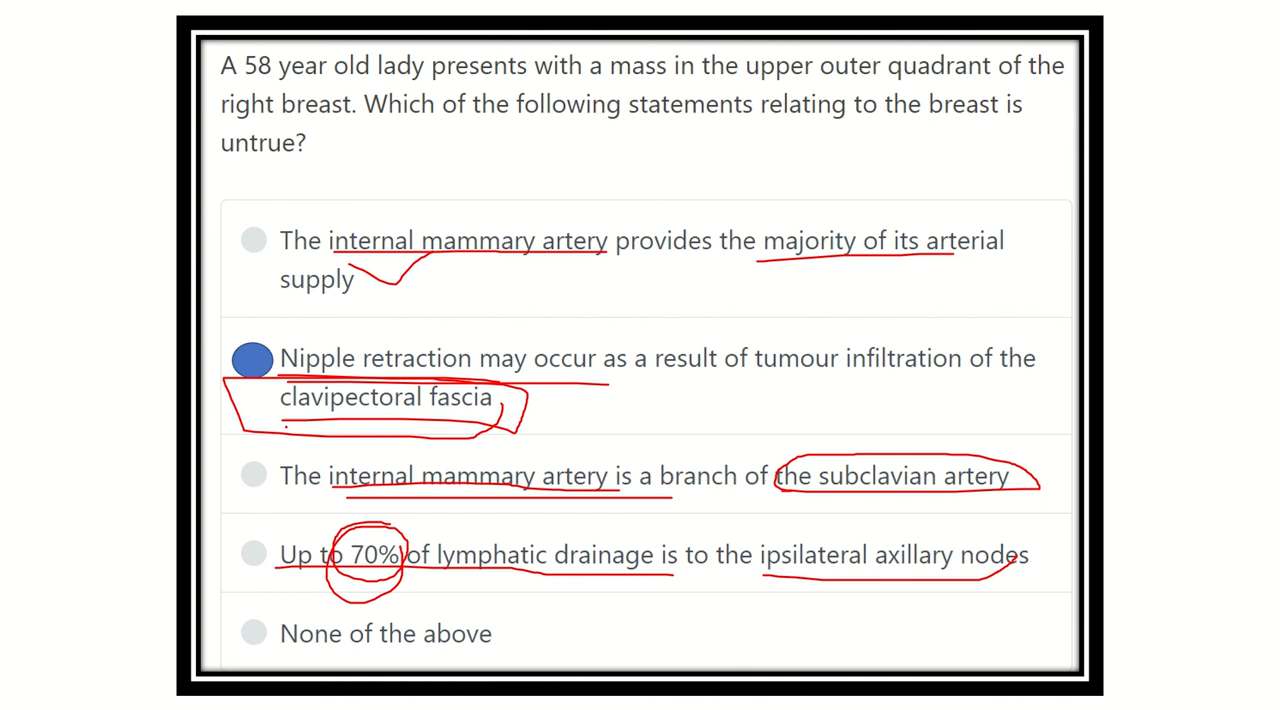 A 58 year old lady presents with a mass in the upper outer quadrant of the
right breast. Which of the following statements relating to the breast is
untrue?
The internal mammary artery provides the majority of its arterial
supply
Nipple retraction may occur as a result of tumour infiltration of the
clavipectoral fascia
The internal mammary artery is a branch of the subclavian artery
Up to 70% of lymphatic drainage is to the ipsilateral axillary nodes
None of the above